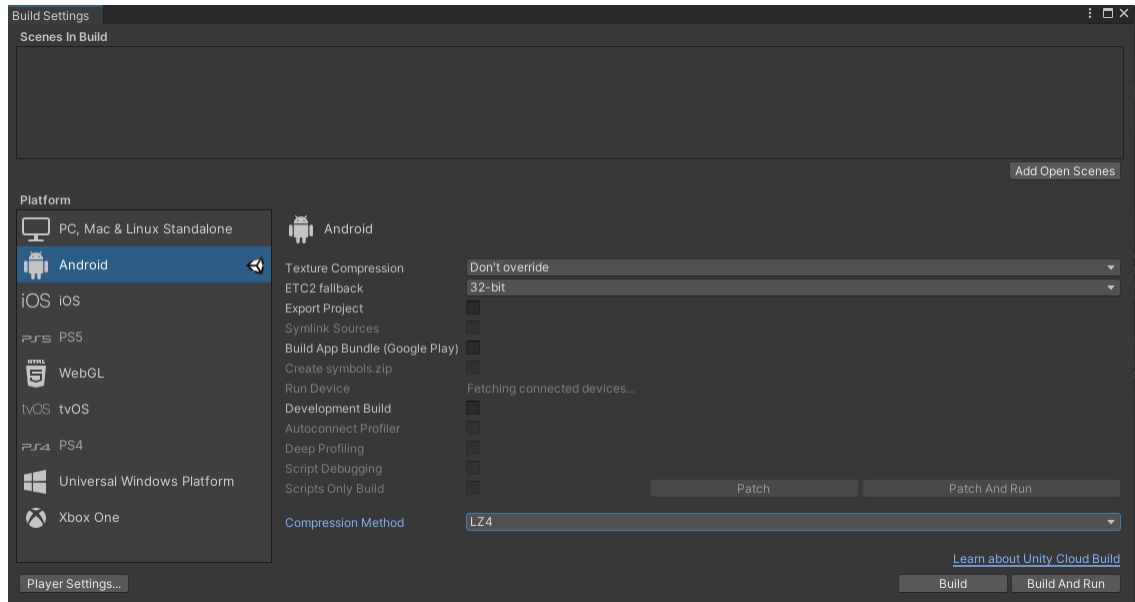 Build Settings
Scenes In Build
Add Open Scenes
Platform
PC, Mac & Linux Standalone
Android
iOS iOS
PS5 PS5
HTML 5 WebGL
tvOS tvOS
PS4 PS4
Universal Windows Platform
Xbox One
Player Settings...
Android
Texture Compression Don't override
ETC2 fallback 32-bit
Export Project
Symlink Sources
Build App Bundle (Google Play)
Create symbols.zip
Run Device Fetching connected devices...
Development Build
Autoconnect Profiler
Deep Profiling
Script Debugging
Scripts Only Build Patch Patch And Run
Compression Method LZ4
Learn about Unity Cloud Build
Build Build And Run